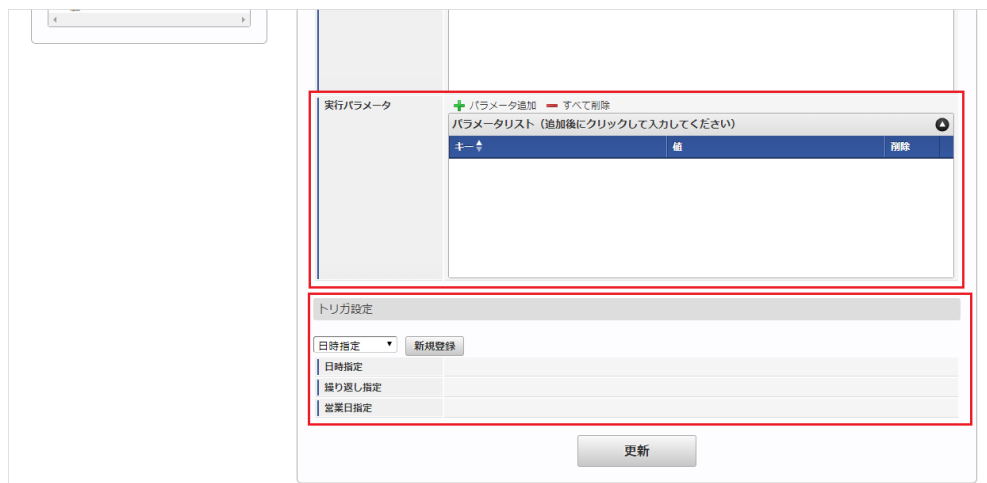 実行パラメータ
パラメータ追加 すべて削除
パラメータリスト（追加後にクリックして入力してください）
キー 値 削除
トリガ設定
日時指定 新規登録
日時指定
繰り返し指定
営業日指定
更新